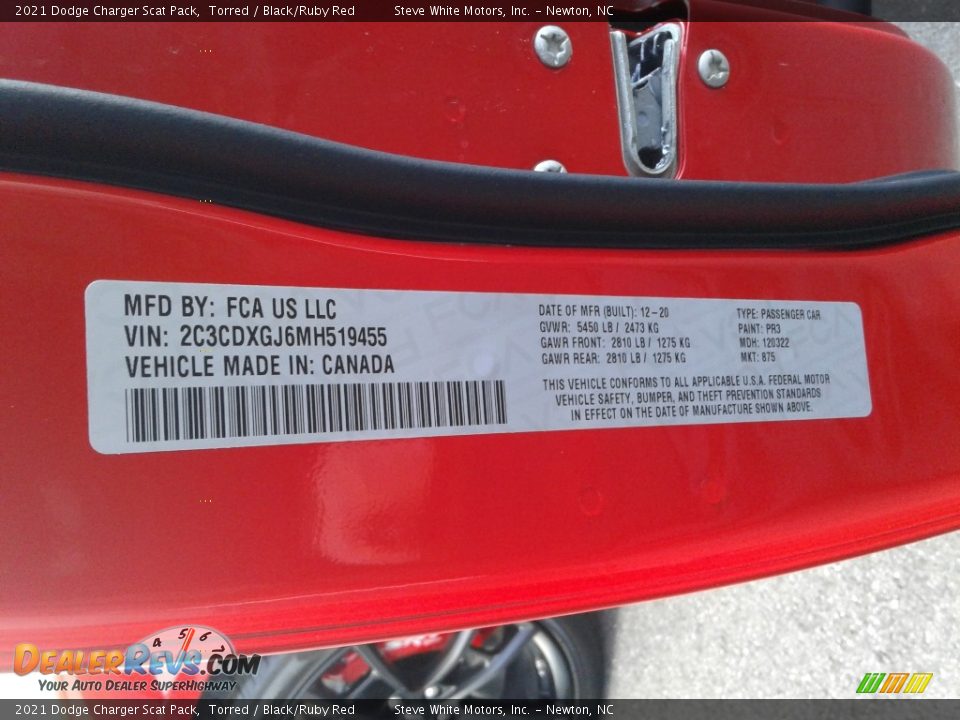 2021 Dodge Charger Scat Pack, Torred / Black/Ruby Red Steve White Motors, Inc. - Newton, NC
MFD BY: FCA US LLC
VIN: 2C3CDXGJ6MH519455
VEHICLE MADE IN: CANADA
DATE OF MFR (BUILT): 12-20
GVWR: 5450 LB / 2473 KG
GAWR FRONT: 2810 LB / 1275 KG
GAWR REAR: 2810 LB / 1275 KG
TYPE: PASSENGER CAR
PAINT: PR3
MDH: 120322
MKT: 875
THIS VEHICLE CONFORMS TO ALL APPLICABLE U.S.A. FEDERAL MOTOR
VEHICLE SAFETY, BUMPER, AND THEFT PREVENTION STANDARDS
IN EFFECT ON THE DATE OF MANUFACTURE SHOWN ABOVE.
4 5 6
DealerRevs.com
Your Auto Dealer SuperHighway
2021 Dodge Charger Scat Pack, Torred / Black/Ruby Red Steve White Motors, Inc. - Newton, NC